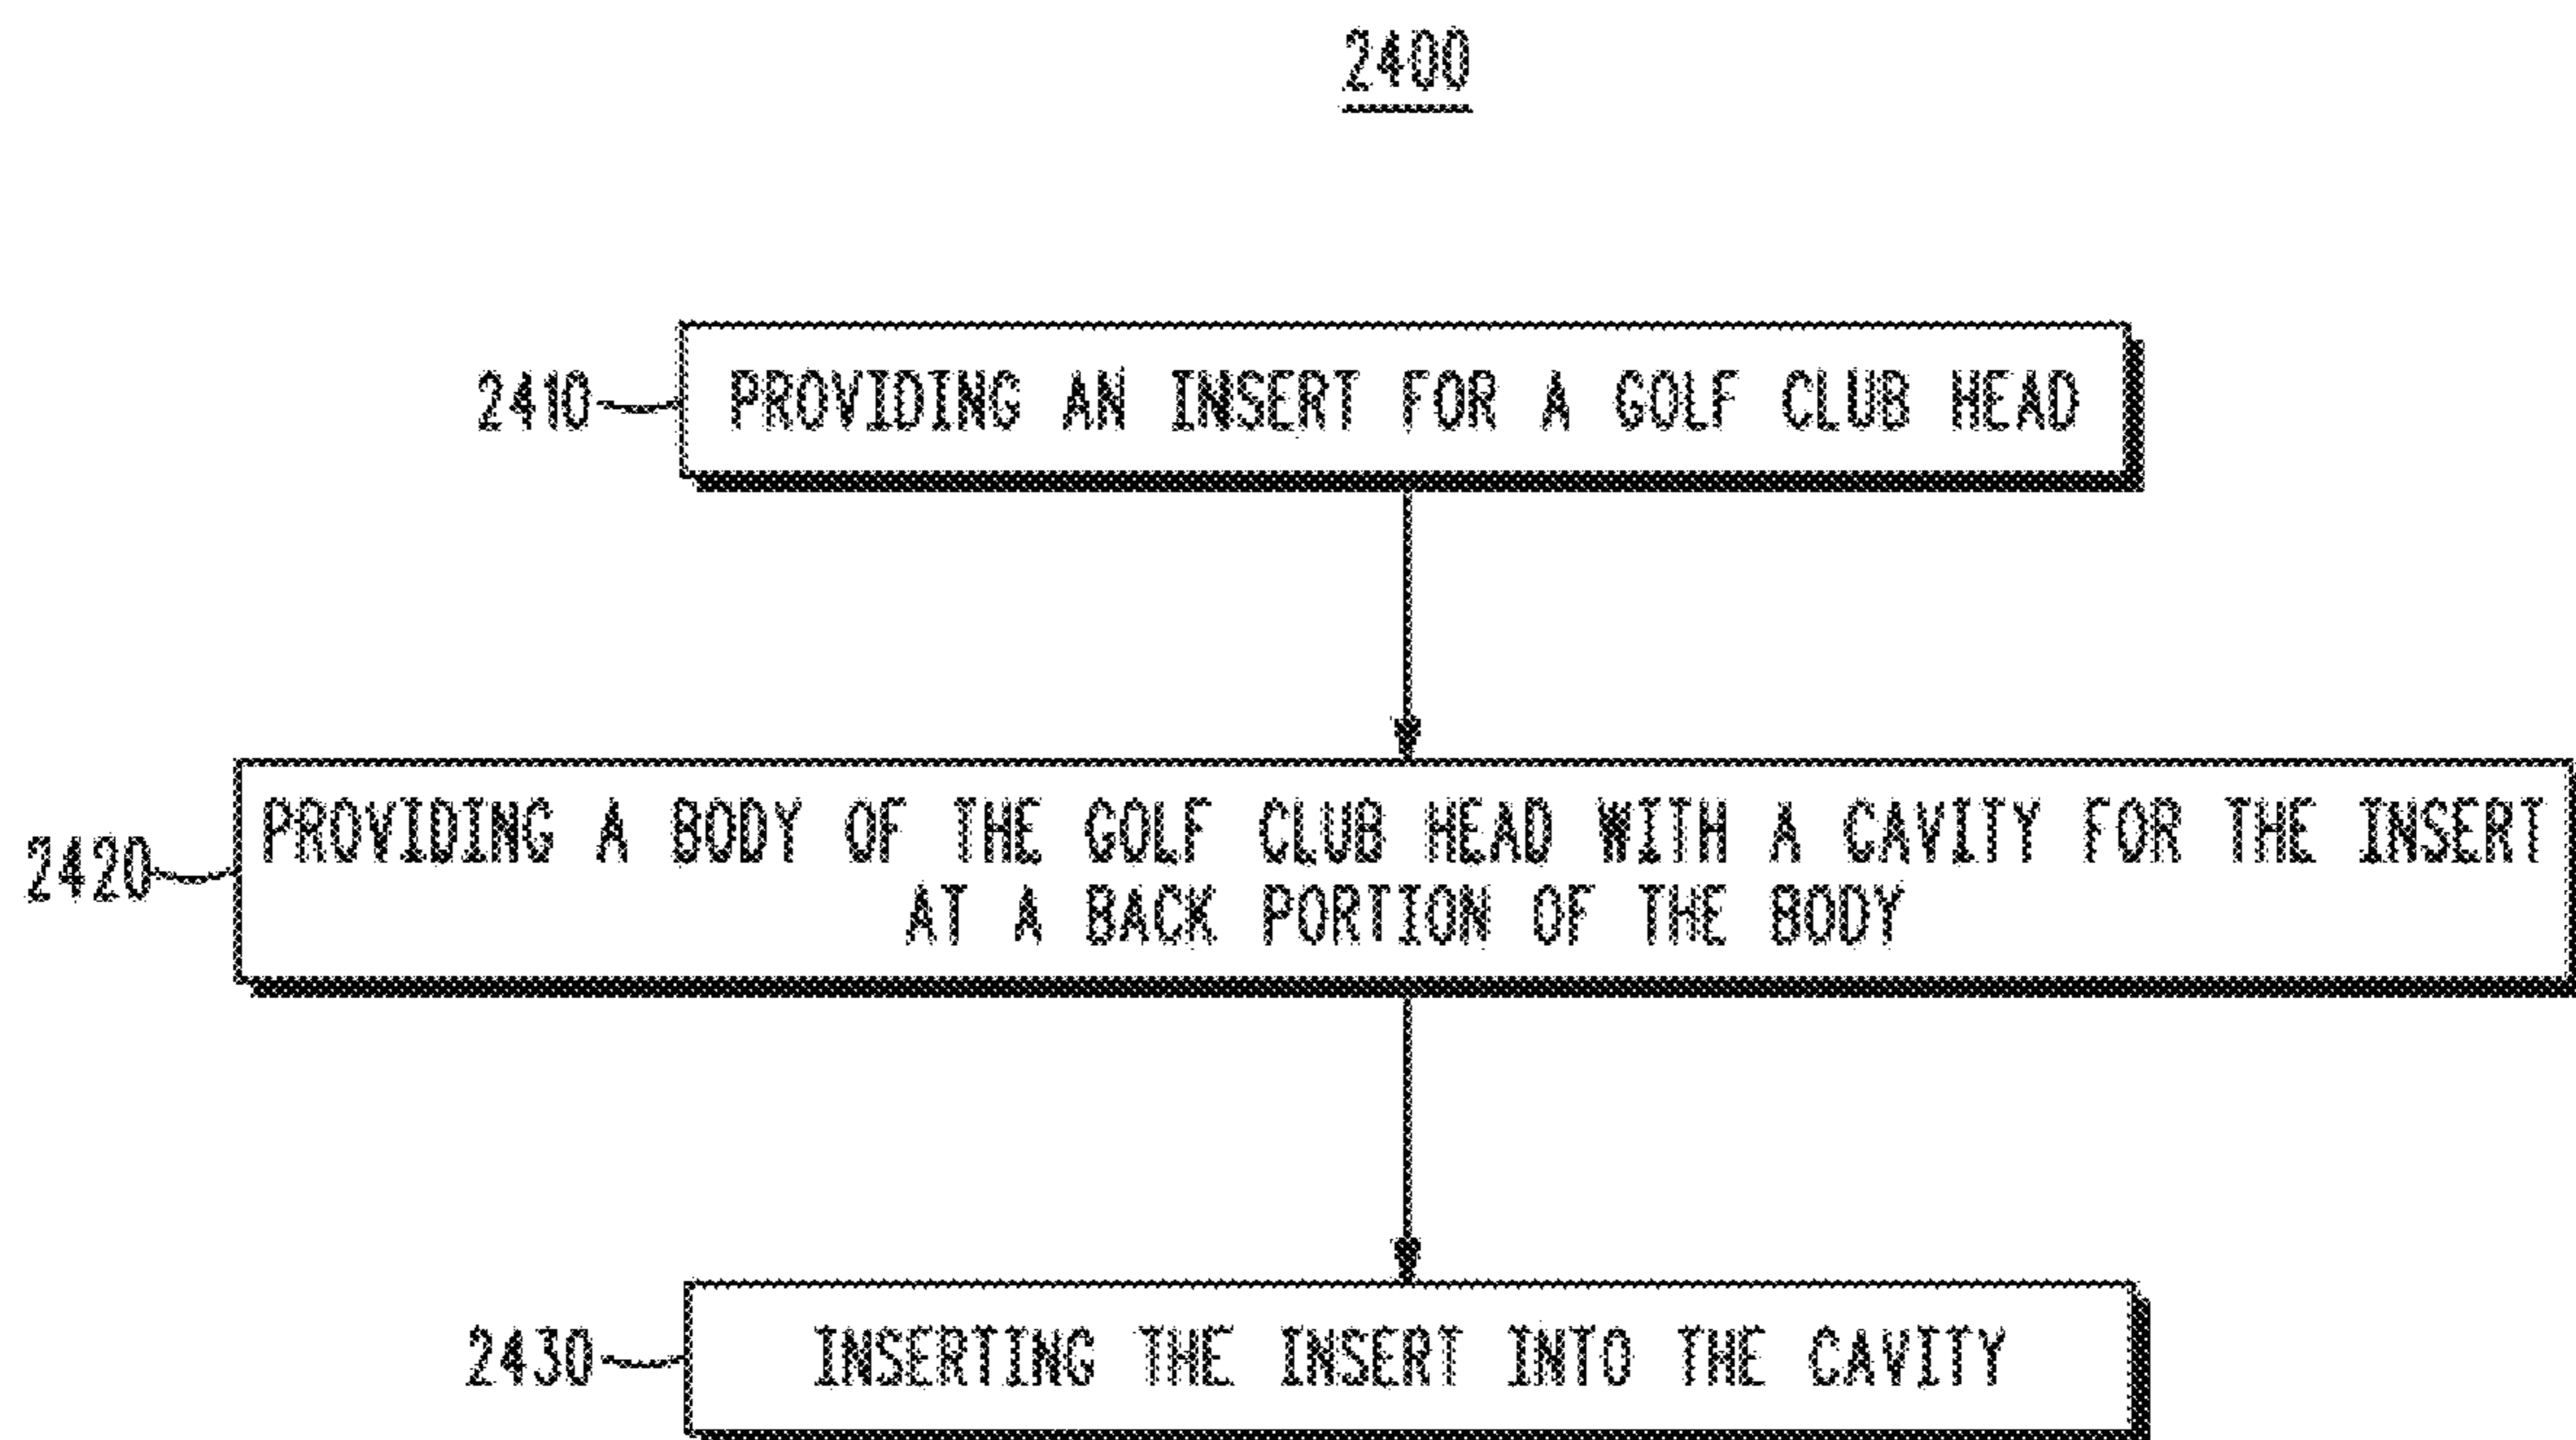 2400
2410
PROVIDING AN INSERT FOR A GOLF CLUB HEAD
2420
PROVIDING A BODY OF THE GOLF CLUB HEAD WITH A CAVITY FOR THE INSERT
AT A BACK PORTION OF THE BODY
2430
INSERTING THE INSERT INTO THE CAVITY